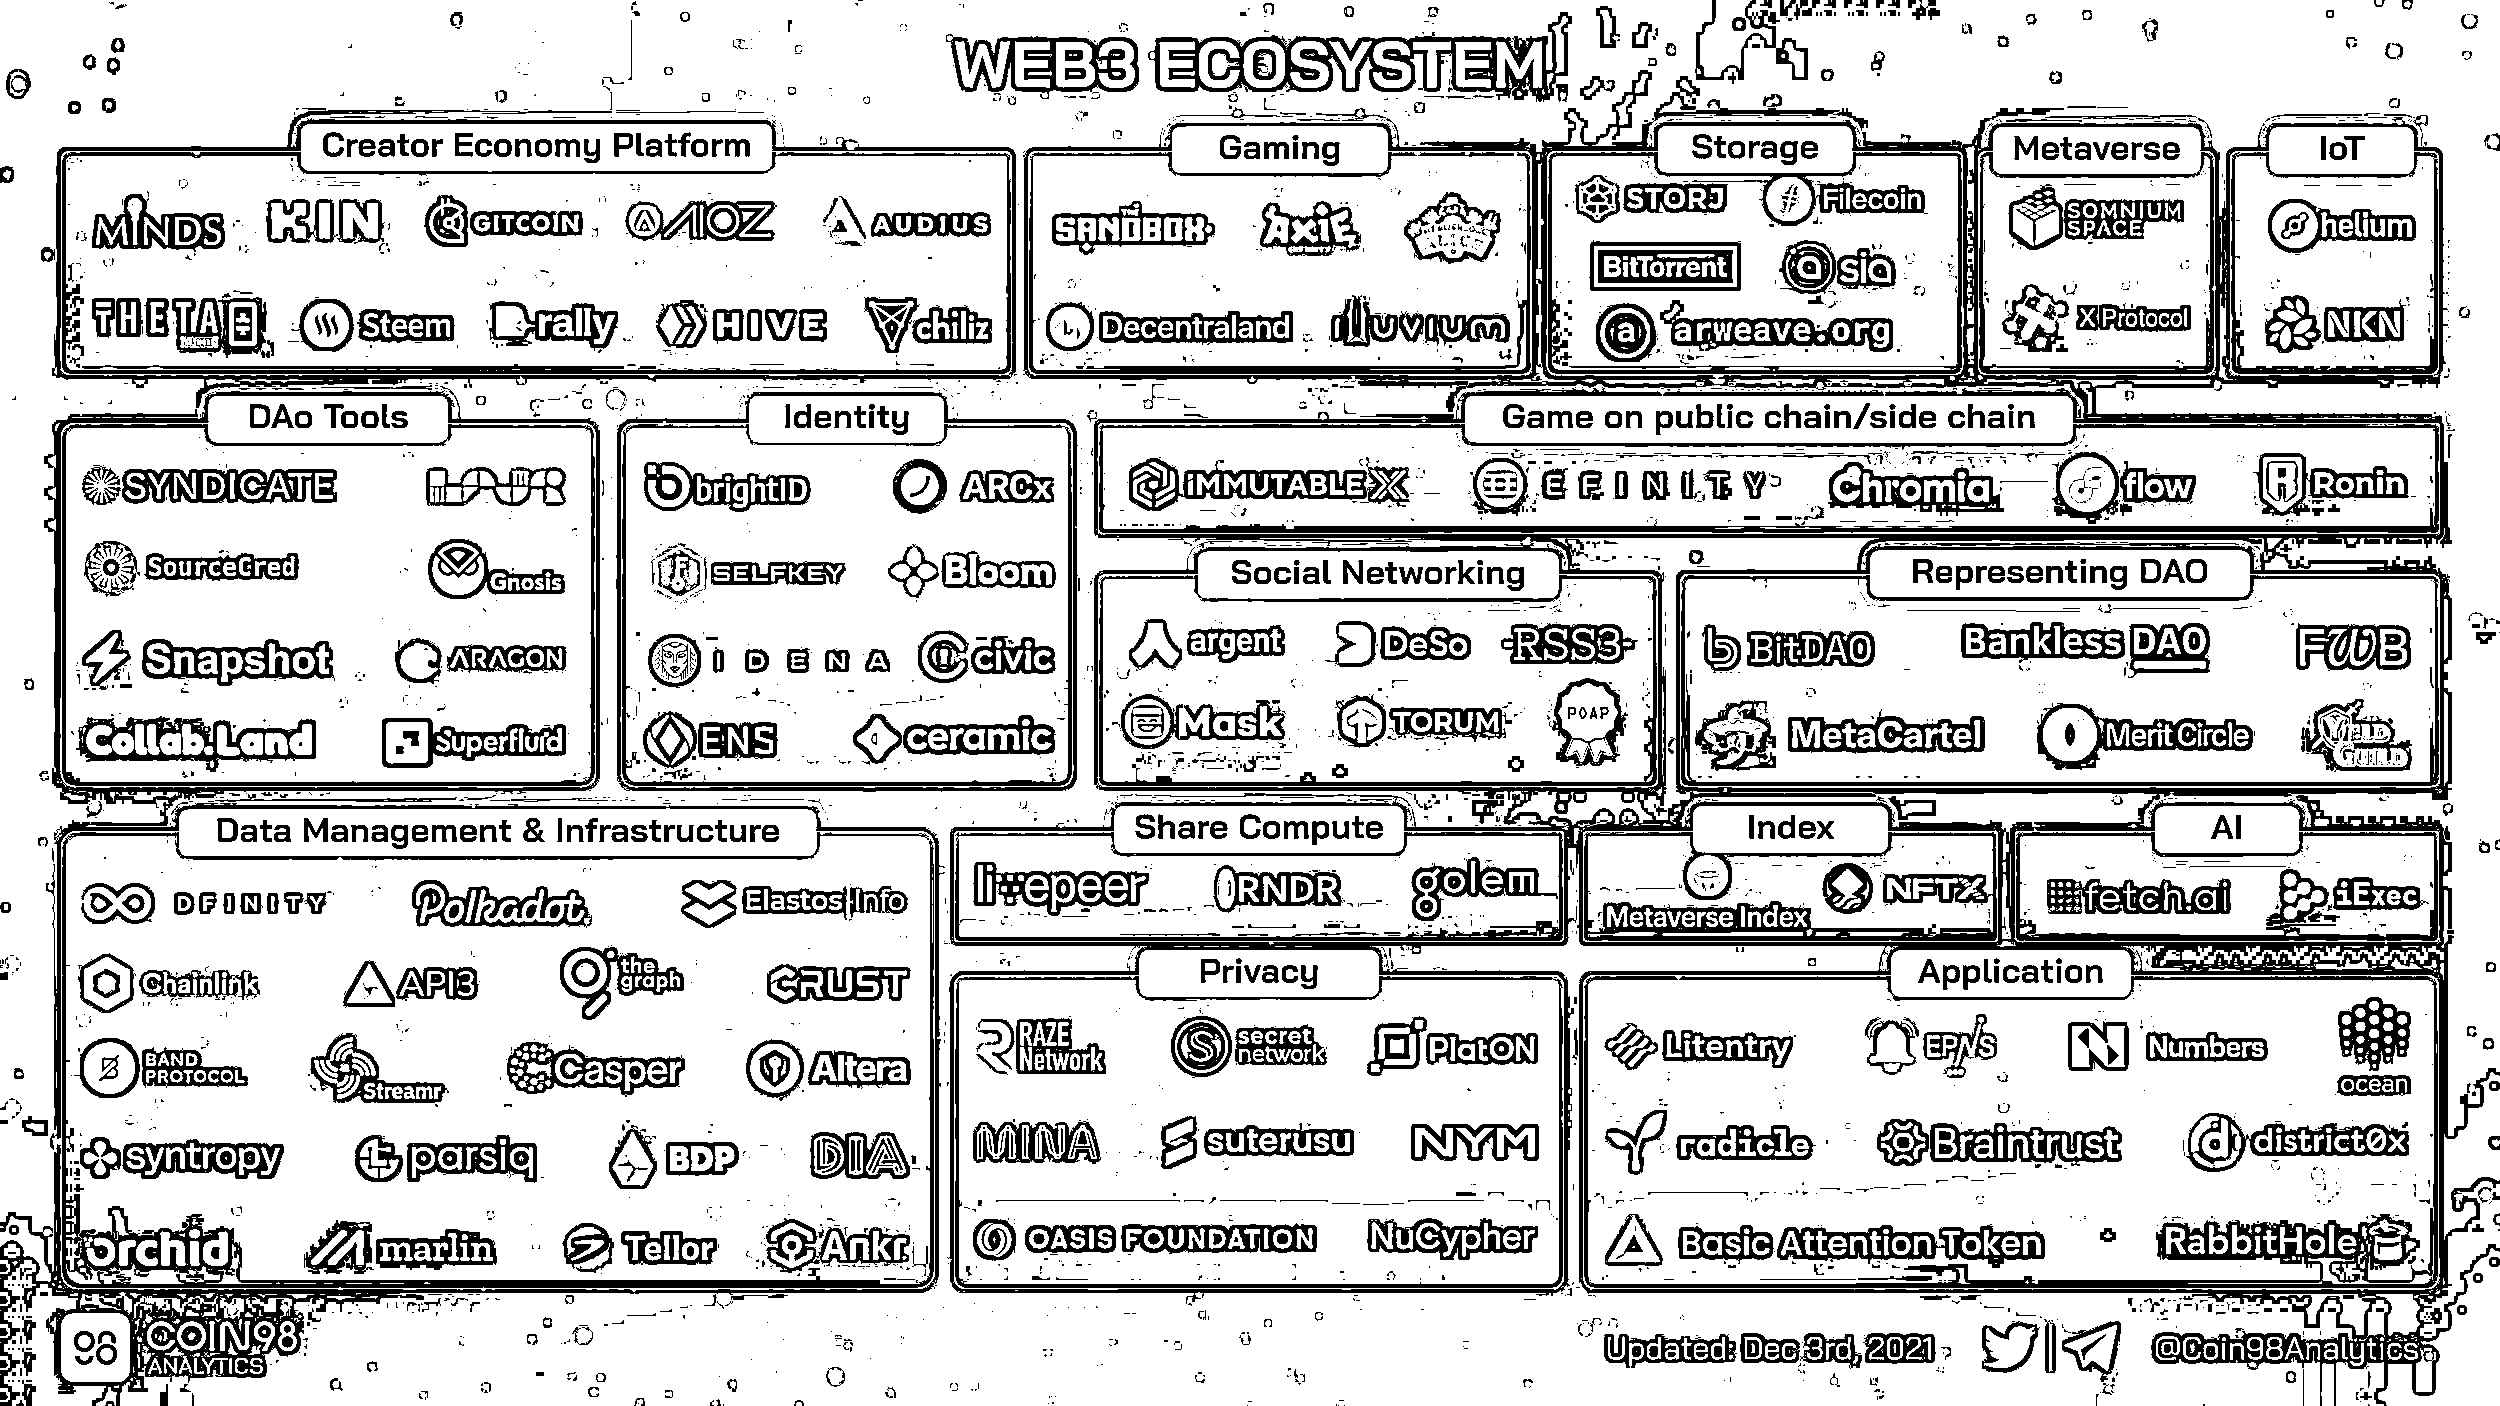 WEB3 ECOSYSTEM
Creator Economy Platform
MINDS KIN GITCOIN AIOZ AUDIUS
THETA Steem rally HIVE chiliz
Gaming
THE SANDBOX AXIE
Decentraland ILLUVIUM
Storage
STORJ Filecoin
BitTorrent sia
arweave.org
Metaverse
SOMNIUM SPACE
X Protocol
IoT
helium
NKN
DAo Tools
SYNDICATE
SourceCred Gnosis
Snapshot ARAGON
Collab.Land Superfluid
Identity
brightID ARCx
SELFKEY Bloom
IDENA civic
ENS ceramic
Game on public chain/side chain
iMMUTABLE X EFINITY Chromia flow Ronin
Social Networking
argent DeSo RSS3
Mask TORUM POAP
Representing DAO
BitDAO Bankless DAO FWB
MetaCartel Merit Circle YIELD GUILD
Data Management & Infrastructure
DFINITY Polkadot. Elastos Info
Chainlink API3 the graph CRUST
BAND PROTOCOL Streamr Casper Altera
syntropy parsiq BDP DIA
orchid marlin Tellor Ankr
Share Compute
livepeer RNDR golem
Index
Metaverse Index NFTX
AI
fetch.ai iExec
Privacy
RAZE Network secret network PlatON
MINA suterusu NYM
OASIS FOUNDATION NuCypher
Application
Litentry EPNS Numbers ocean
radicle Braintrust district0x
Basic Attention Token RabbitHole
98 COIN98 ANALYTICS
Updated: Dec 3rd, 2021 @Coin98Analytics